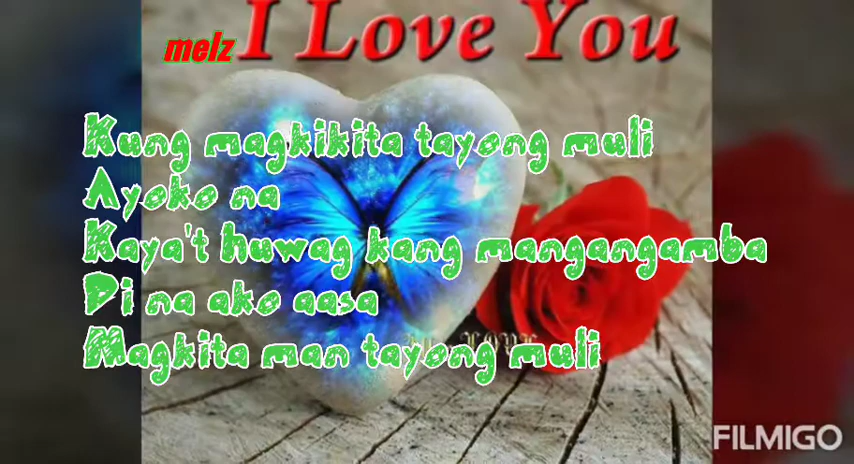 melz I Love You
Kung magkikita tayong muli
Ayoko na
Kaya't huwag kang mangangamba
Di na ako aasa
Magkita man tayong muli
FILMIGO